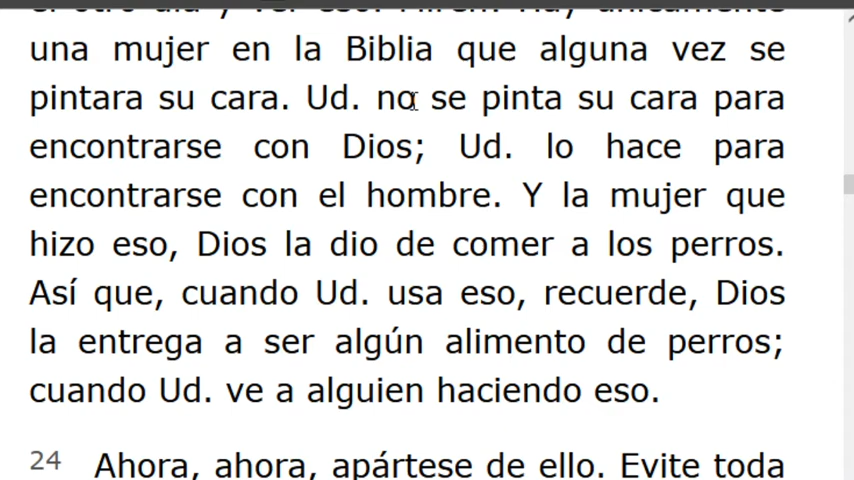 una mujer en la Biblia que alguna vez se
pintara su cara. Ud. no se pinta su cara para
encontrarse con Dios; Ud. lo hace para
encontrarse con el hombre. Y la mujer que
hizo eso, Dios la dio de comer a los perros.
Así que, cuando Ud. usa eso, recuerde, Dios
la entrega a ser algún alimento de perros;
cuando Ud. ve a alguien haciendo eso.
24 Ahora, ahora, apártese de ello. Evite toda